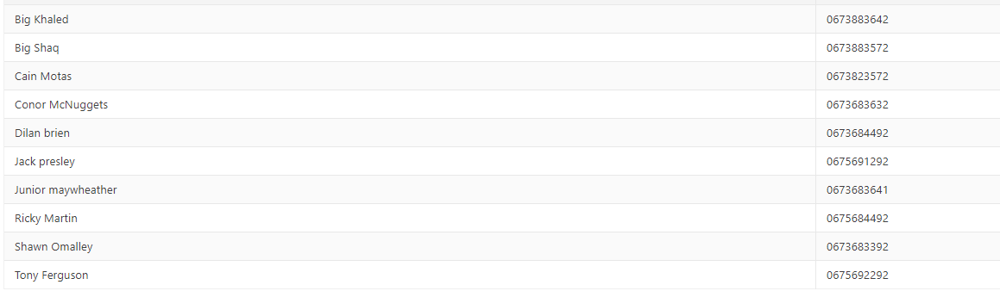 Big Khaled 0673883642
Big Shaq 0673883572
Cain Motas 0673823572
Conor McNuggets 0673683632
Dilan brien 0673684492
Jack presley 0675691292
Junior maywheather 0673683641
Ricky Martin 0675684492
Shawn Omalley 0673683392
Tony Ferguson 0675692292